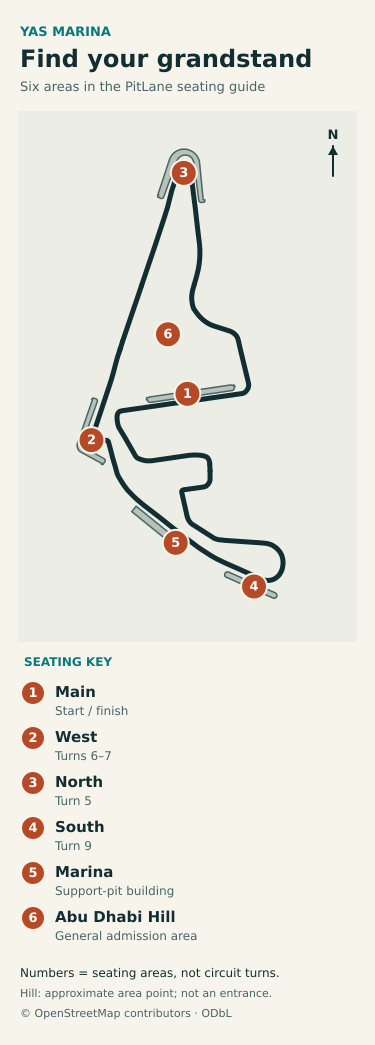 YAS MARINA
Find your grandstand
Six areas in the PitLane seating guide
N
3
6
1
2
5
4
SEATING KEY
1 Main
Start / finish
2 West
Turns 6–7
3 North
Turn 5
4 South
Turn 9
5 Marina
Support-pit building
6 Abu Dhabi Hill
General admission area
Numbers = seating areas, not circuit turns.
Hill: approximate area point; not an entrance.
© OpenStreetMap contributors · ODbL